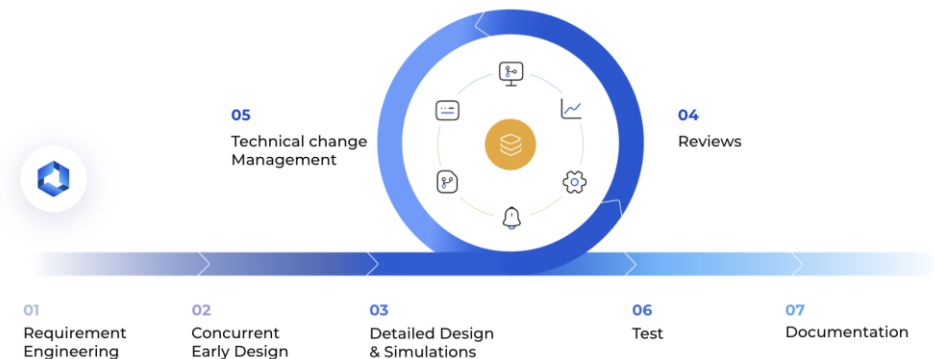 05
Technical change
Management
04
Reviews
01
Requirement
Engineering
02
Concurrent
Early Design
03
Detailed Design
& Simulations
06
Test
07
Documentation